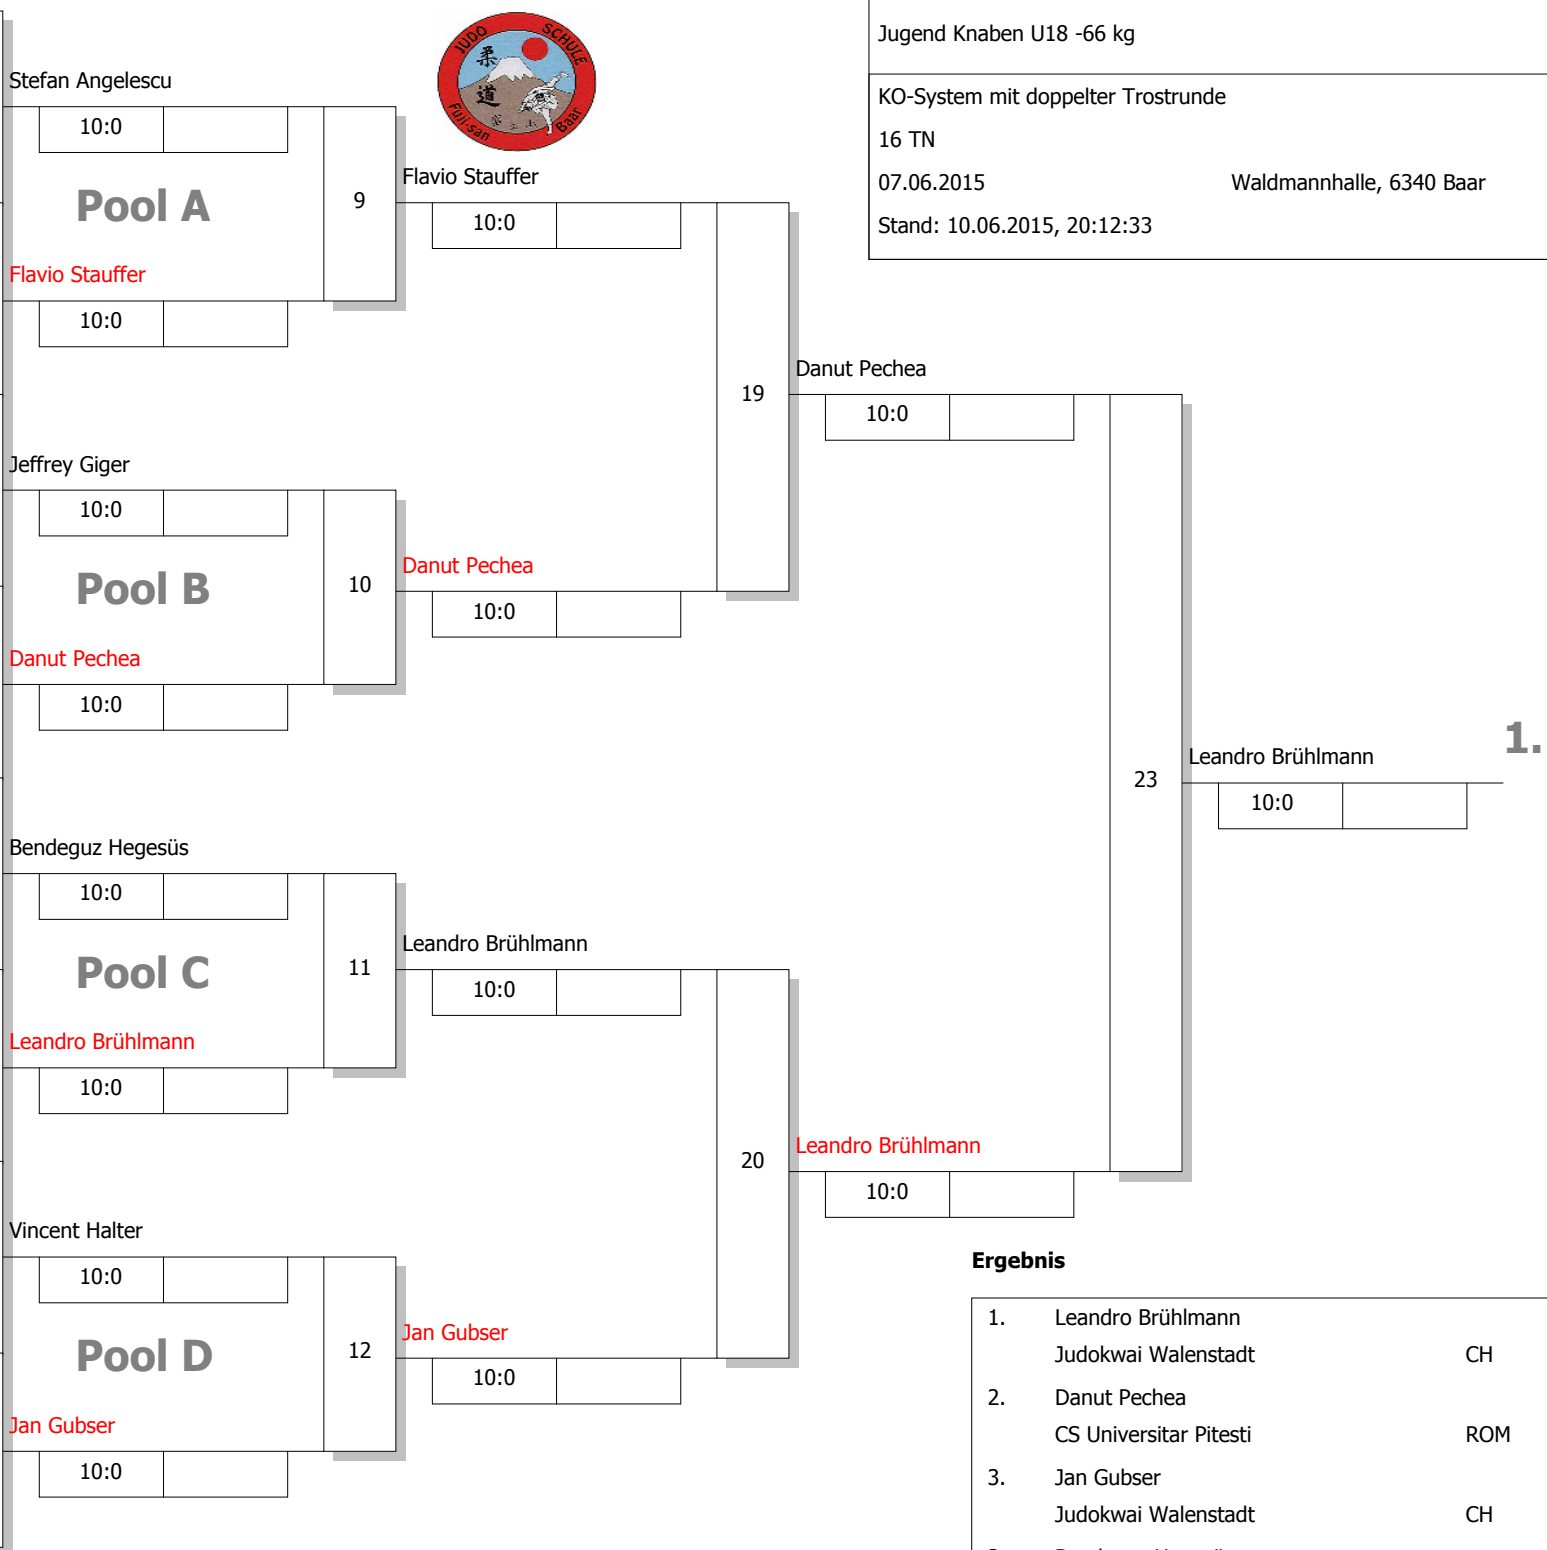 Jugend Knaben U18 -66 kg
KO-System mit doppelter Trostrunde
16 TN
07.06.2015 Waldmannhalle, 6340 Baar
Stand: 10.06.2015, 20:12:33
JUDO SCHULE
柔
道
富士山
Fuji-san Baar
Stefan Angelescu
10:0
Pool A
9
Flavio Stauffer
10:0
Flavio Stauffer
10:0
19
Danut Pechea
10:0
Jeffrey Giger
10:0
Pool B
10
Danut Pechea
10:0
Danut Pechea
10:0
1.
23
Leandro Brühlmann
10:0
Bendeguz Hegesüs
10:0
Pool C
11
Leandro Brühlmann
10:0
Leandro Brühlmann
10:0
20
Leandro Brühlmann
10:0
Vincent Halter
10:0
Pool D
12
Jan Gubser
10:0
Jan Gubser
10:0
Ergebnis
1. Leandro Brühlmann
Judokwai Walenstadt CH
2. Danut Pechea
CS Universitar Pitesti ROM
3. Jan Gubser
Judokwai Walenstadt CH